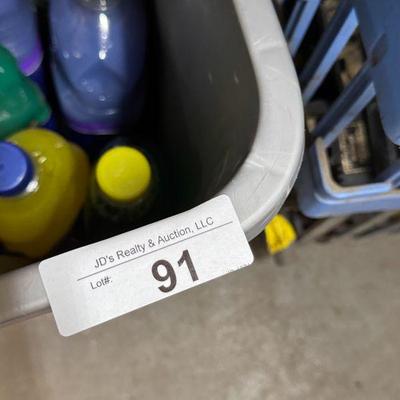 JD's Realty & Auction, LLC
Lot#: 91